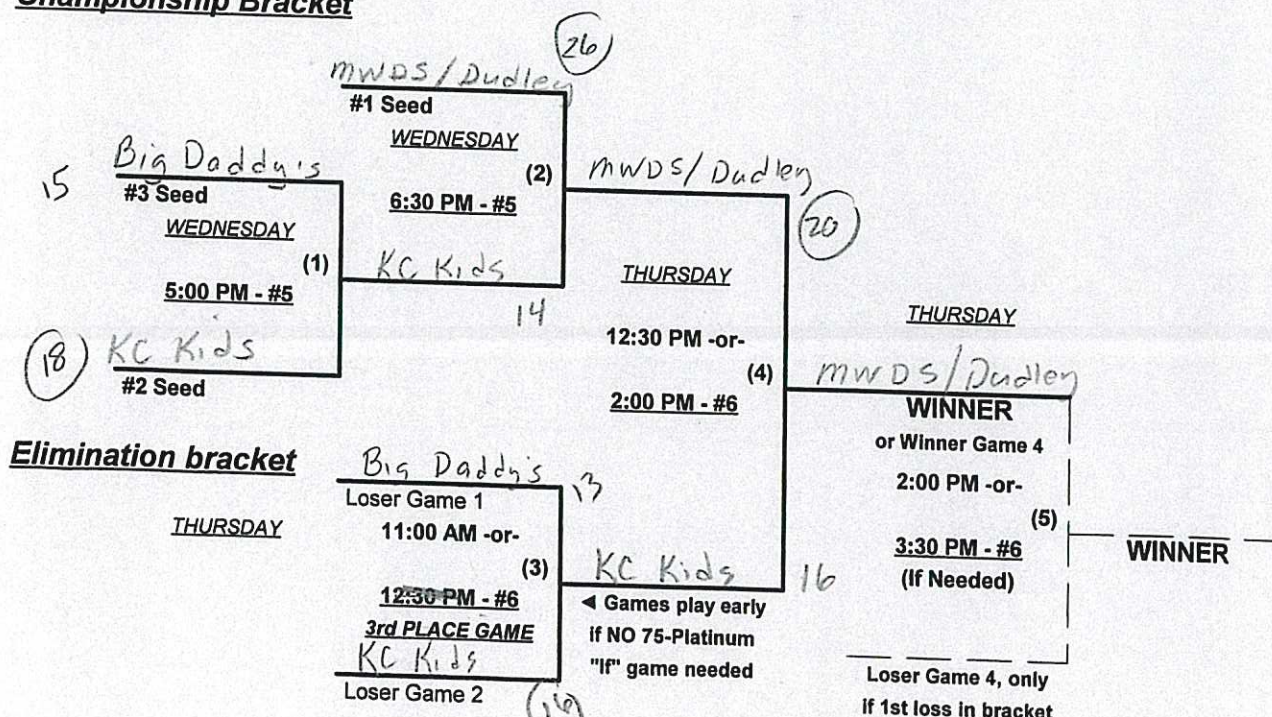 Championship Bracket
26
MWDS/Dudley
#1 Seed
WEDNESDAY
(2)
6:30 PM - #5
15
Big Daddy's
#3 Seed
WEDNESDAY
(1)
5:00 PM - #5
18
KC Kids
#2 Seed
KC Kids
14
MWDS/Dudley
20
THURSDAY
12:30 PM -or-
(4)
2:00 PM - #6
THURSDAY
MWDS/Dudley
WINNER
or Winner Game 4
2:00 PM -or-
(5)
3:30 PM - #6
(If Needed)
WINNER
Loser Game 4, only
if 1st loss in bracket
Elimination bracket
THURSDAY
Big Daddy's
13
Loser Game 1
11:00 AM -or-
(3)
12:30 PM - #6
3rd PLACE GAME
KC Kids
Loser Game 2
KC Kids
16
◄ Games play early
if NO 75-Platinum
"If" game needed